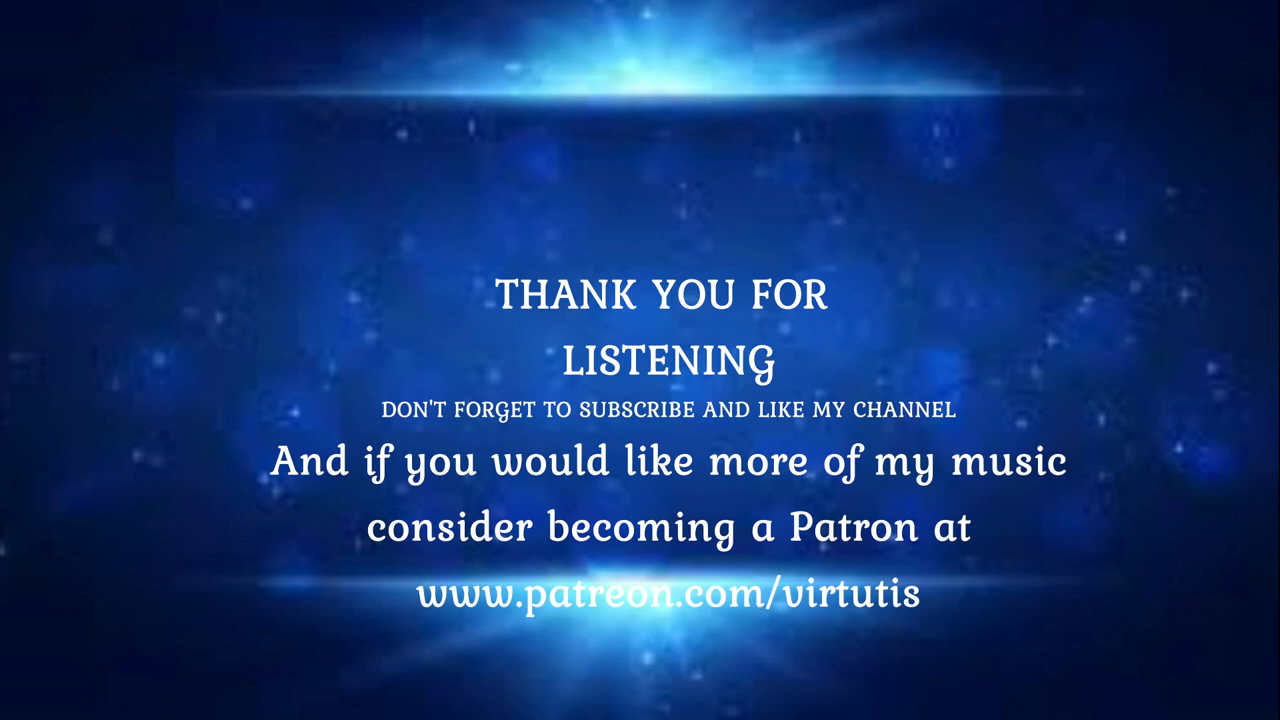 THANK YOU FOR
LISTENING
DON'T FORGET TO SUBSCRIBE AND LIKE MY CHANNEL
And if you would like more of my music
consider becoming a Patron at
www.patreon.com/virtutis